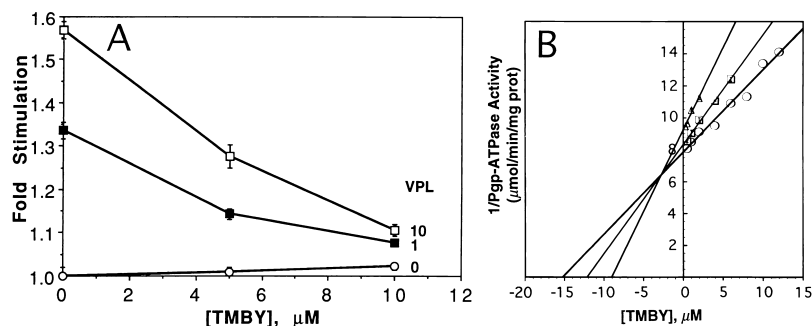 A
1.6
1.5
1.4
1.3
1.2
1.1
1.0
Fold Stimulation
VPL
10
1
0
0 2 4 6 8 10 12
[TMBY], μM
B
16
14
12
10
8
6
4
2
1/Pgp-ATPase Activity
(μmol/min/mg prot)
-20 -15 -10 -5 0 5 10 15
[TMBY], μM